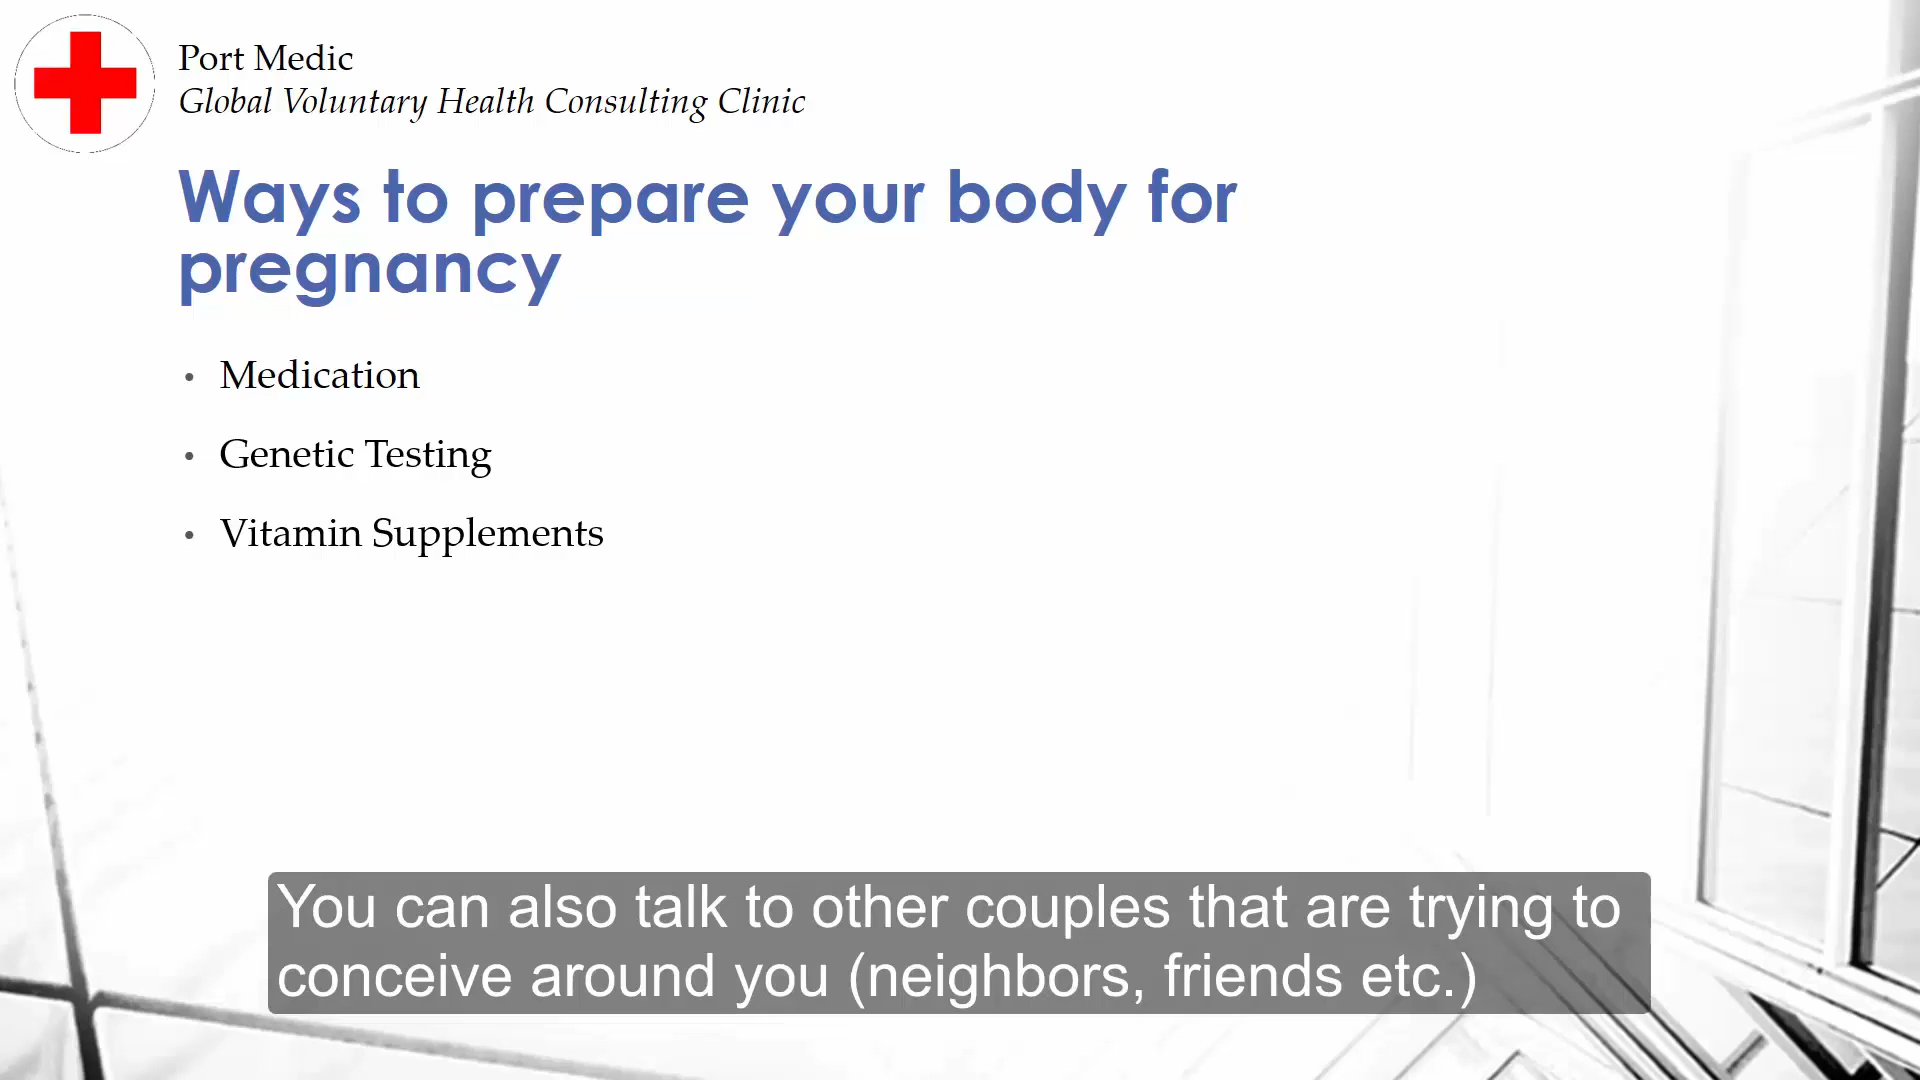 Port Medic
Global Voluntary Health Consulting Clinic
Ways to prepare your body for
pregnancy
• Medication
• Genetic Testing
• Vitamin Supplements
You can also talk to other couples that are trying to
conceive around you (neighbors, friends etc.)